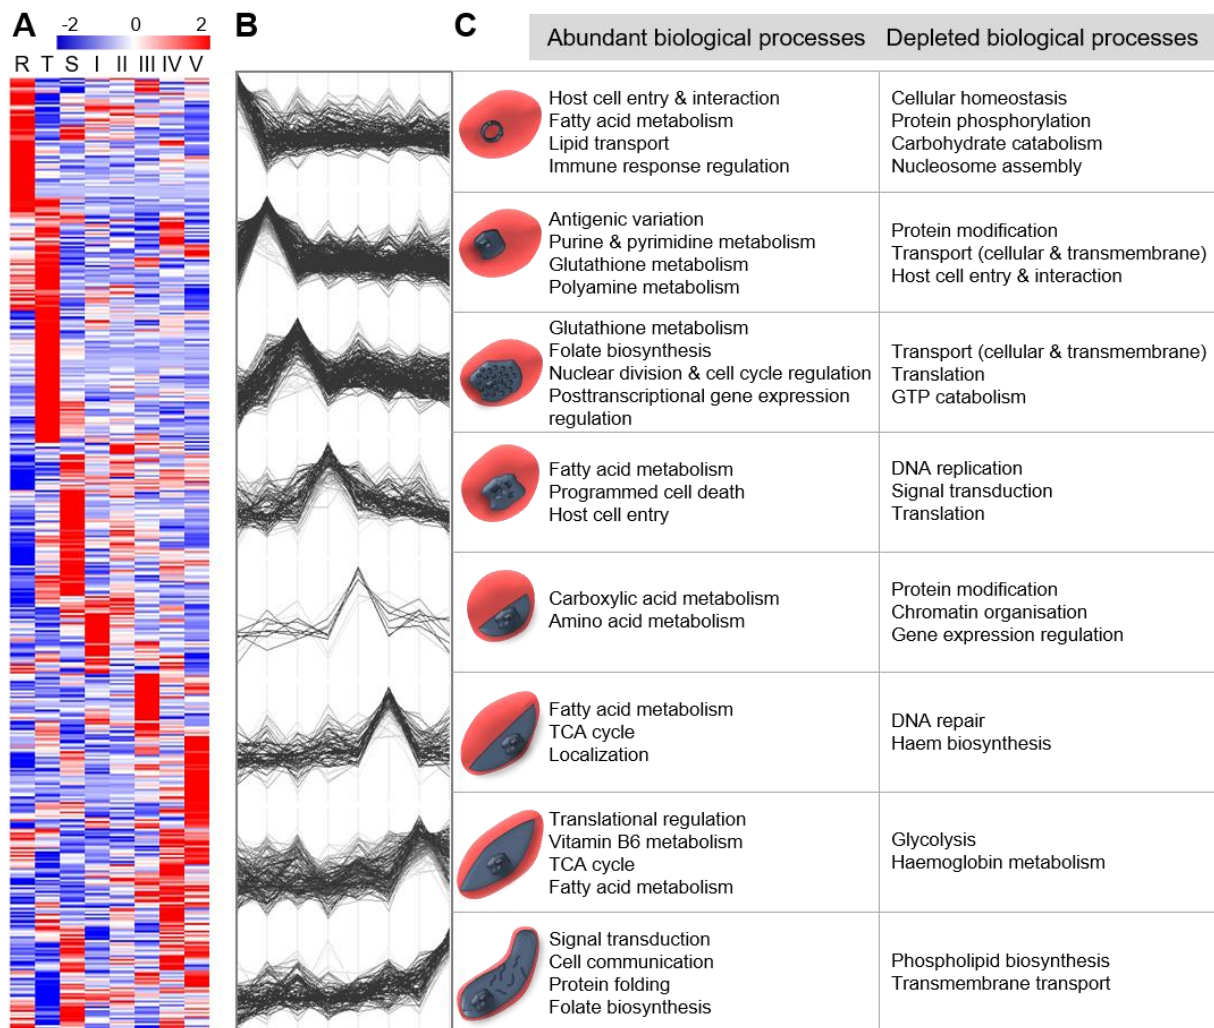 A
-2 0 2
R T S I II III IV V
B
C
Abundant biological processes Depleted biological processes
Host cell entry & interaction
Fatty acid metabolism
Lipid transport
Immune response regulation
Cellular homeostasis
Protein phosphorylation
Carbohydrate catabolism
Nucleosome assembly
Antigenic variation
Purine & pyrimidine metabolism
Glutathione metabolism
Polyamine metabolism
Protein modification
Transport (cellular & transmembrane)
Host cell entry & interaction
Glutathione metabolism
Folate biosynthesis
Nuclear division & cell cycle regulation
Posttranscriptional gene expression
regulation
Transport (cellular & transmembrane)
Translation
GTP catabolism
Fatty acid metabolism
Programmed cell death
Host cell entry
DNA replication
Signal transduction
Translation
Carboxylic acid metabolism
Amino acid metabolism
Protein modification
Chromatin organisation
Gene expression regulation
Fatty acid metabolism
TCA cycle
Localization
DNA repair
Haem biosynthesis
Translational regulation
Vitamin B6 metabolism
TCA cycle
Fatty acid metabolism
Glycolysis
Haemoglobin metabolism
Signal transduction
Cell communication
Protein folding
Folate biosynthesis
Phospholipid biosynthesis
Transmembrane transport